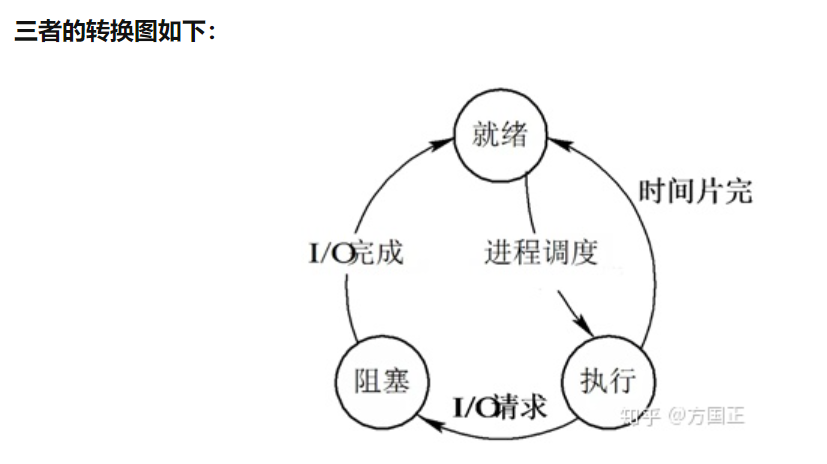 三者的转换图如下：
就绪
时间片完
I/O完成
进程调度
阻塞
执行
I/O请求
知乎 @方国正